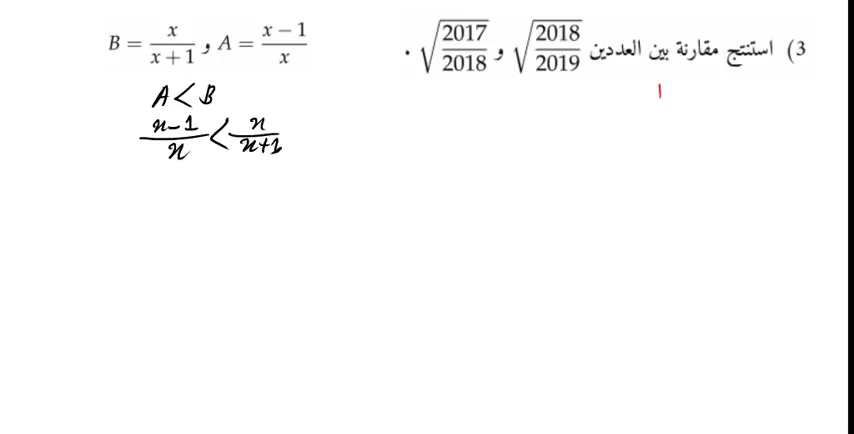 3) استنتج مقارنة بين العددين √(2018/2019) و √(2017/2018) .
B = x/(x+1) و A = (x−1)/x
A < B
(x−1)/x < x/(x+1)